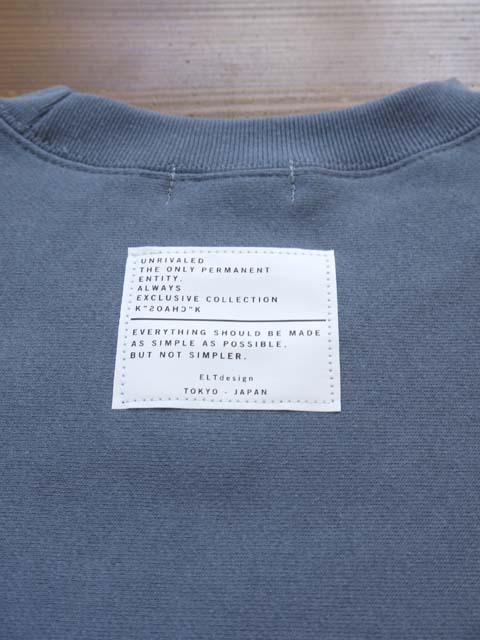 UNRIVALED
THE ONLY PERMANENT
ENTITY.
ALWAYS
EXCLUSIVE COLLECTION
K"SOAHC"K
EVERYTHING SHOULD BE MADE
AS SIMPLE AS POSSIBLE.
BUT NOT SIMPLER.
ELTdesign
TOKYO - JAPAN